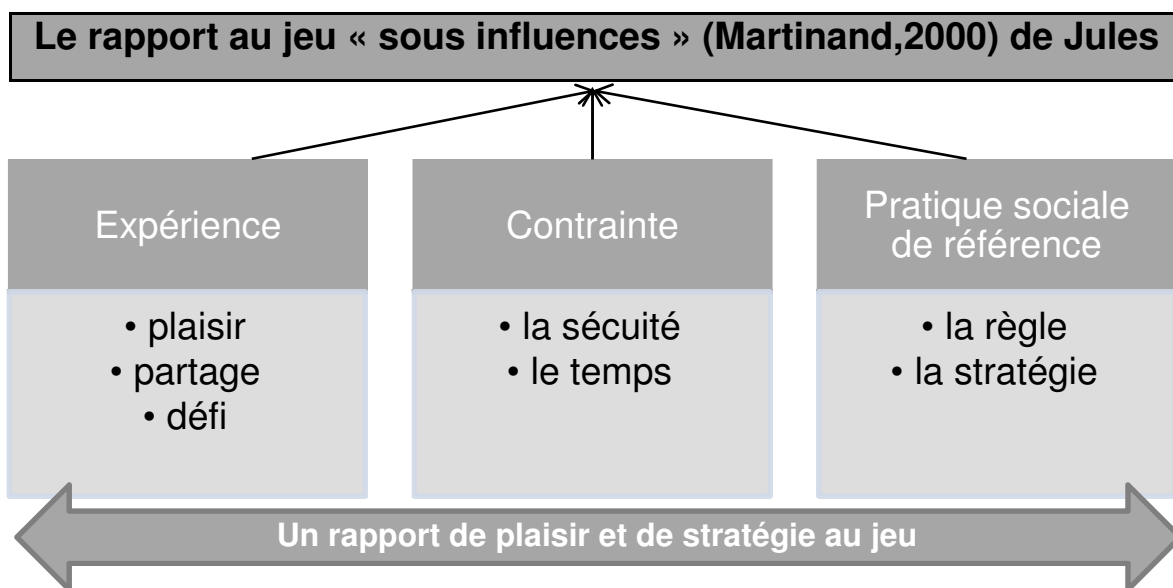 Le rapport au jeu « sous influences » (Martinand,2000) de Jules
Expérience
• plaisir
• partage
• défi
Contrainte
• la sécuité
• le temps
Pratique sociale
de référence
• la règle
• la stratégie
Un rapport de plaisir et de stratégie au jeu